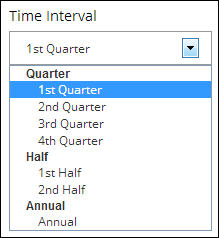 Time Interval
1st Quarter
Quarter
1st Quarter
2nd Quarter
3rd Quarter
4th Quarter
Half
1st Half
2nd Half
Annual
Annual